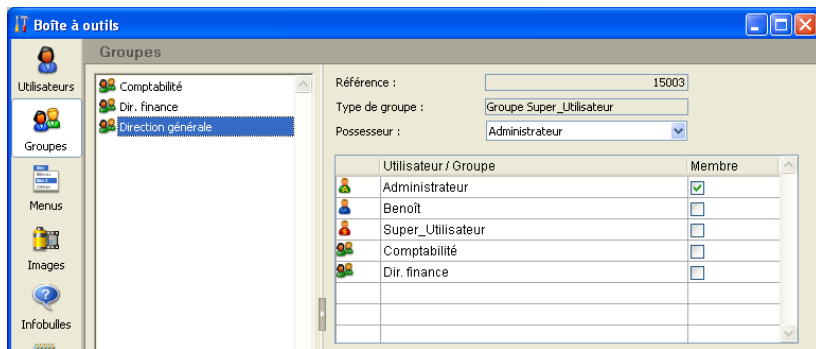 Boîte à outils
Utilisateurs
Groupes
Menus
Images
Infobulles
Groupes
Comptabilité
Dir. finance
Direction générale
Référence : 15003
Type de groupe : Groupe Super_Utilisateur
Possesseur : Administrateur
Utilisateur / Groupe Membre
Administrateur
Benoît
Super_Utilisateur
Comptabilité
Dir. finance